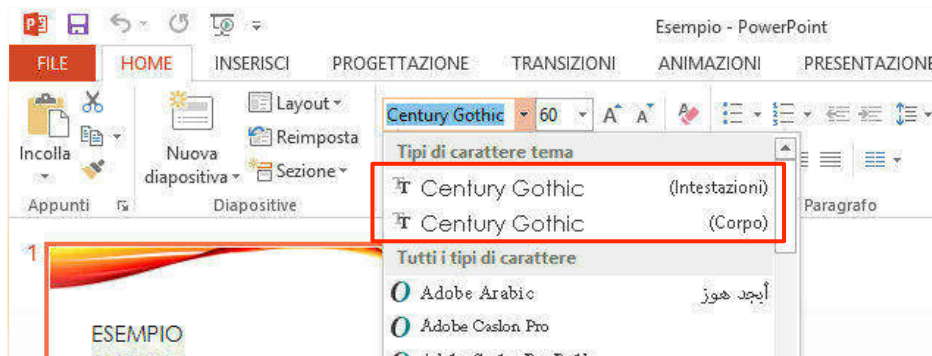 Esempio - PowerPoint
FILE HOME INSERISCI PROGETTAZIONE TRANSIZIONI ANIMAZIONI PRESENTAZIONE
Incolla
Appunti
Nuova
diapositiva
Layout
Reimposta
Sezione
Diapositive
Century Gothic 60
Paragrafo
Tipi di carattere tema
Century Gothic (Intestazioni)
Century Gothic (Corpo)
Tutti i tipi di carattere
Adobe Arabic أبجد هوز
Adobe Caslon Pro
1
ESEMPIO